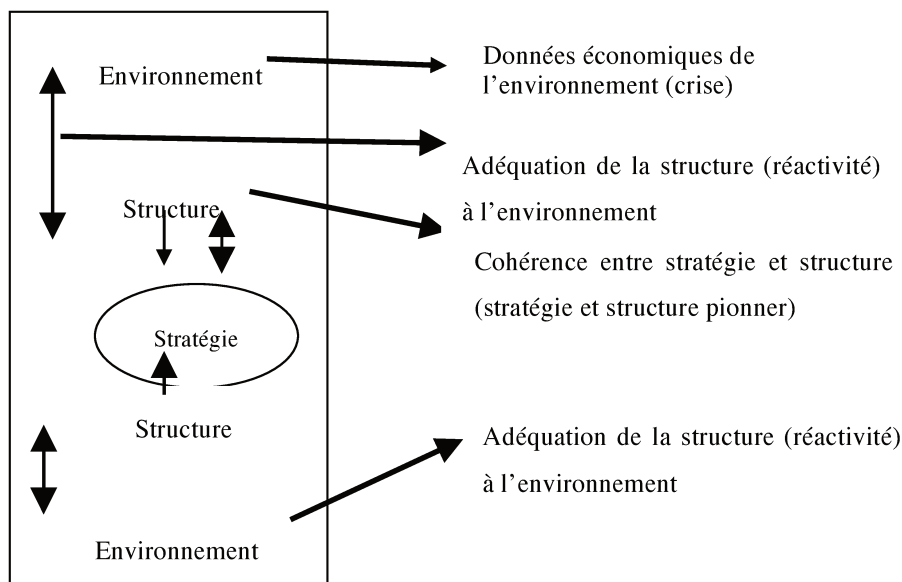 Environnement
Données économiques de
l'environnement (crise)
Adéquation de la structure (réactivité)
à l'environnement
Structure
Cohérence entre stratégie et structure
(stratégie et structure pionner)
Stratégie
Structure
Adéquation de la structure (réactivité)
à l'environnement
Environnement